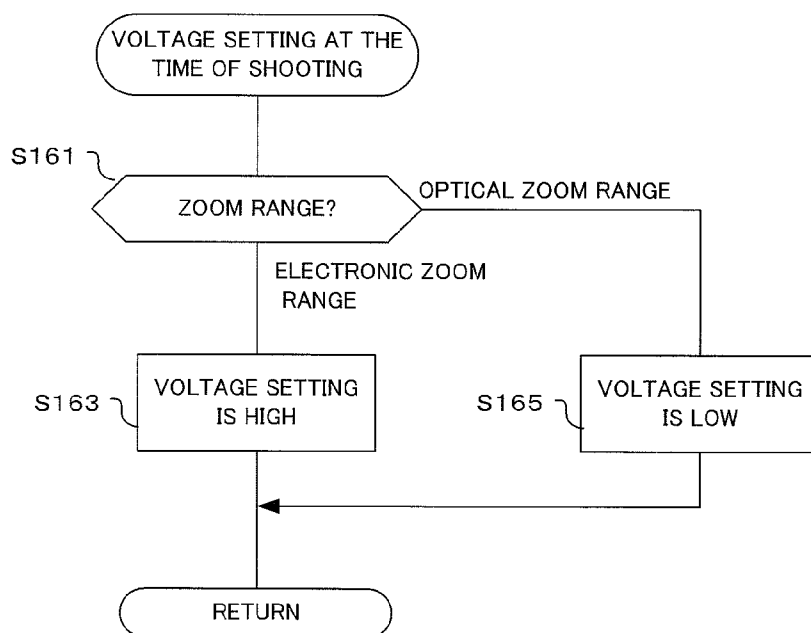 VOLTAGE SETTING AT THE
TIME OF SHOOTING
S161
ZOOM RANGE?
OPTICAL ZOOM RANGE
ELECTRONIC ZOOM
RANGE
S163
VOLTAGE SETTING
IS HIGH
S165
VOLTAGE SETTING
IS LOW
RETURN